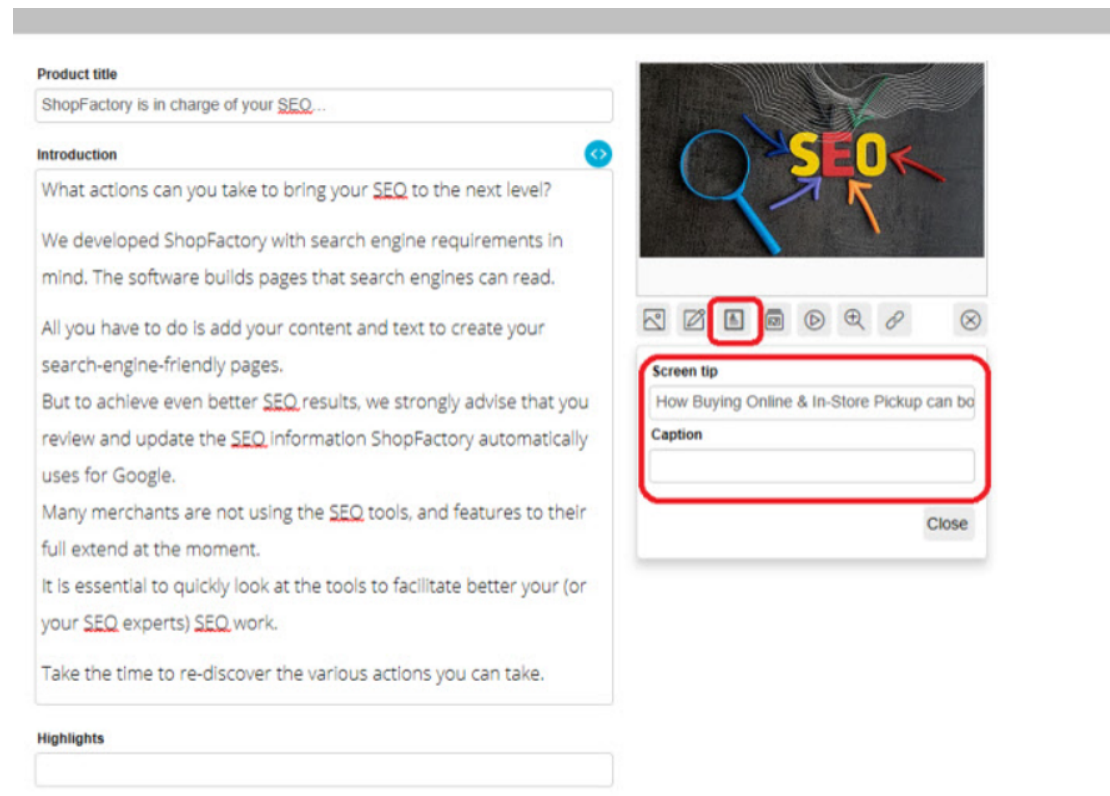 Product title
ShopFactory is in charge of your SEO...
Introduction
What actions can you take to bring your SEO to the next level?
We developed ShopFactory with search engine requirements in
mind. The software builds pages that search engines can read.
All you have to do is add your content and text to create your
search-engine-friendly pages.
But to achieve even better SEO results, we strongly advise that you
review and update the SEO information ShopFactory automatically
uses for Google.
Many merchants are not using the SEO tools, and features to their
full extend at the moment.
It is essential to quickly look at the tools to facilitate better your (or
your SEO experts) SEO work.
Take the time to re-discover the various actions you can take.
Highlights
SEO
Screen tip
How Buying Online & In-Store Pickup can bo
Caption
Close